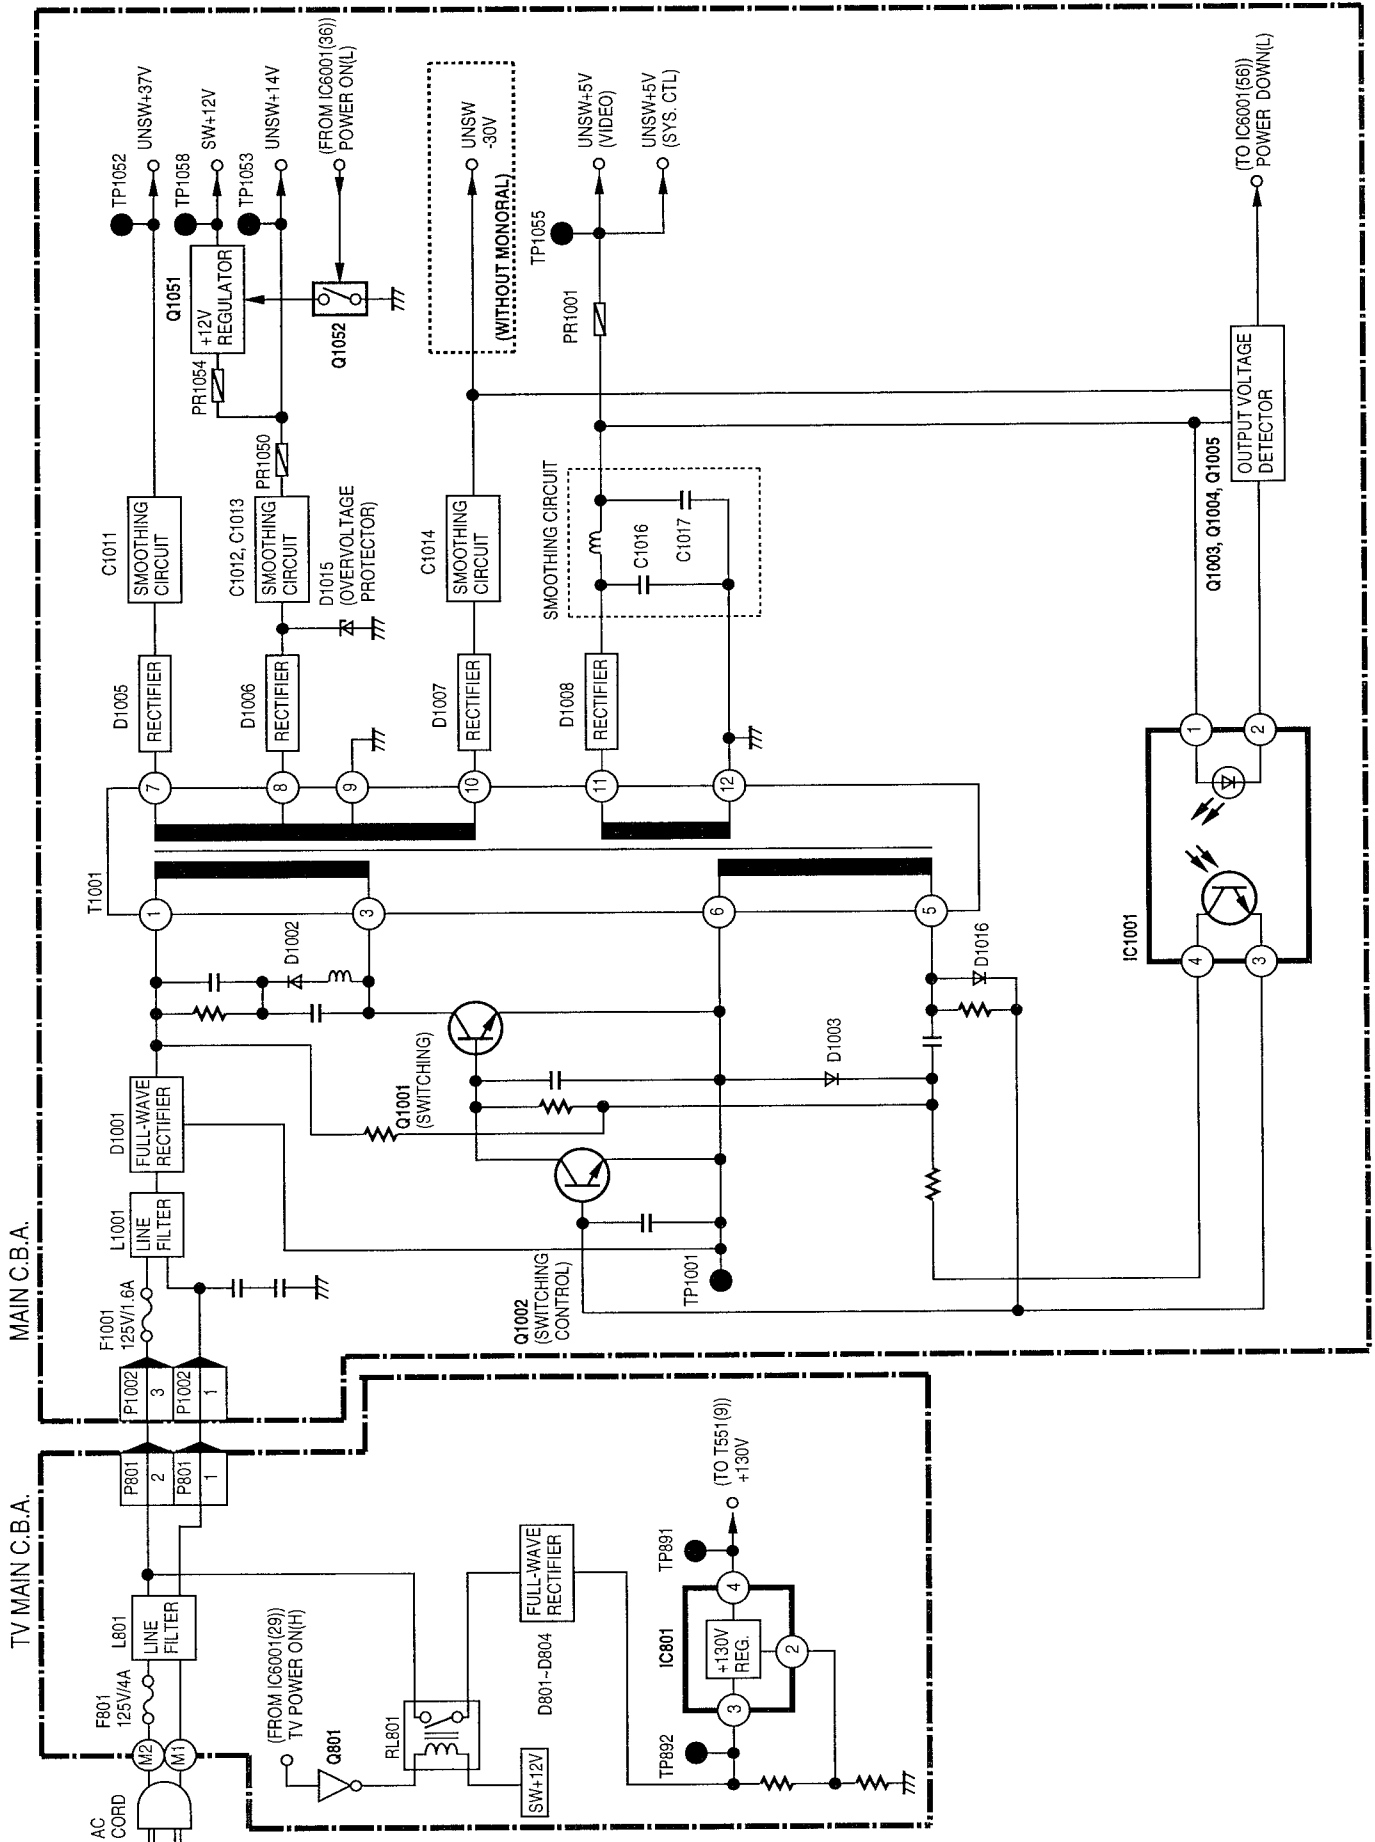 TV MAIN C.B.A.
MAIN C.B.A.
AC
CORD
M2
M1
F801
125V/4A
L801
LINE
FILTER
P801
2
P801
1
P1002
3
P1002
1
F1001
125V/1.6A
L1001
LINE
FILTER
D1001
FULL-WAVE
RECTIFIER
T1001
1
3
6
5
7
8
9
10
11
12
D1002
Q1001
(SWITCHING)
Q1002
(SWITCHING
CONTROL)
TP1001
D1003
D1016
D1005
RECTIFIER
D1006
RECTIFIER
D1007
RECTIFIER
D1008
RECTIFIER
C1011
SMOOTHING
CIRCUIT
C1012, C1013
SMOOTHING
CIRCUIT
D1015
(OVERVOLTAGE
PROTECTOR)
C1014
SMOOTHING
CIRCUIT
SMOOTHING CIRCUIT
C1016
C1017
PR1050
PR1054
Q1051
+12V
REGULATOR
Q1052
PR1001
TP1052
UNSW+37V
TP1058
SW+12V
TP1053
UNSW+14V
(FROM IC6001(36))
POWER ON(L)
UNSW
-30V
(WITHOUT MONORAL)
TP1055
UNSW+5V
(VIDEO)
UNSW+5V
(SYS. CTL)
Q1003, Q1004, Q1005
OUTPUT VOLTAGE
DETECTOR
(TO IC6001(56))
POWER DOWN(L)
IC1001
4
3
1
2
(FROM IC6001(29))
TV POWER ON(H)
Q801
RL801
SW+12V
FULL-WAVE
RECTIFIER
D801~D804
IC801
+130V
REG.
3
4
2
TP892
TP891
(TO T551(9))
+130V